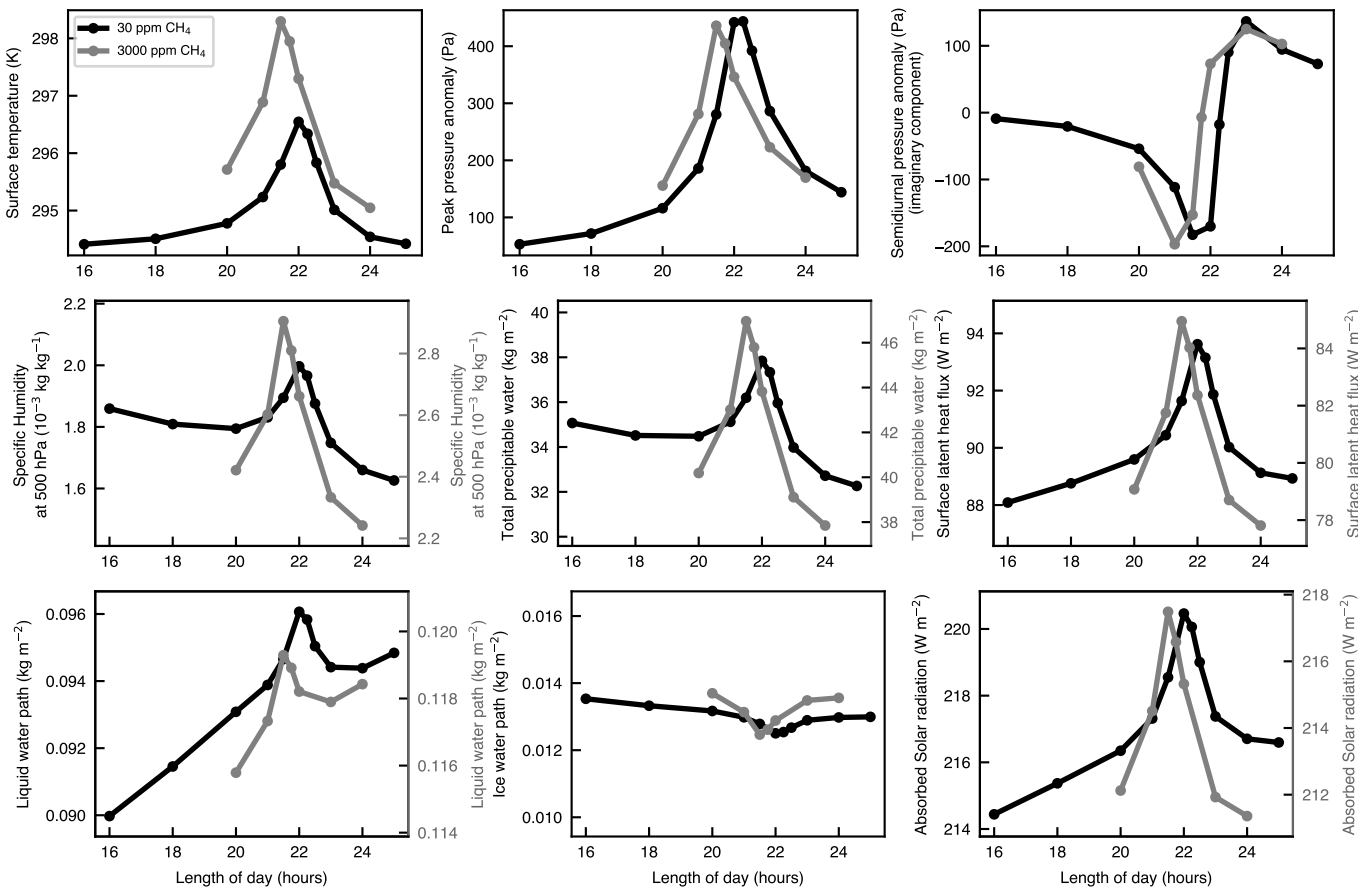 Surface temperature (K)
298
297
296
295
16 18 20 22 24
30 ppm CH₄
3000 ppm CH₄
Peak pressure anomaly (Pa)
400
300
200
100
16 18 20 22 24
Semidiurnal pressure anomaly (Pa)
(imaginary component)
100
0
−100
−200
16 18 20 22 24
Specific Humidity
at 500 hPa (10⁻³ kg kg⁻¹)
2.2
2.0
1.8
1.6
16 18 20 22 24
2.8
2.6
2.4
2.2
Specific Humidity
at 500 hPa (10⁻³ kg kg⁻¹)
Total precipitable water (kg m⁻²)
40
38
36
34
32
30
16 18 20 22 24
46
44
42
40
38
Total precipitable water (kg m⁻²)
Surface latent heat flux (W m⁻²)
94
92
90
88
16 18 20 22 24
84
82
80
78
Surface latent heat flux (W m⁻²)
Liquid water path (kg m⁻²)
0.096
0.094
0.092
0.090
16 18 20 22 24
Length of day (hours)
0.120
0.118
0.116
0.114
Liquid water path (kg m⁻²)
Ice water path (kg m⁻²)
0.016
0.014
0.012
0.010
16 18 20 22 24
Length of day (hours)
Absorbed Solar radiation (W m⁻²)
220
218
216
214
16 18 20 22 24
Length of day (hours)
218
216
214
212
Absorbed Solar radiation (W m⁻²)